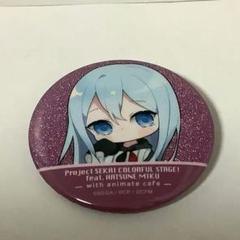 Project SEKAI COLORFUL STAGE!
feat. HATSUNE MIKU
— with animate cafe —